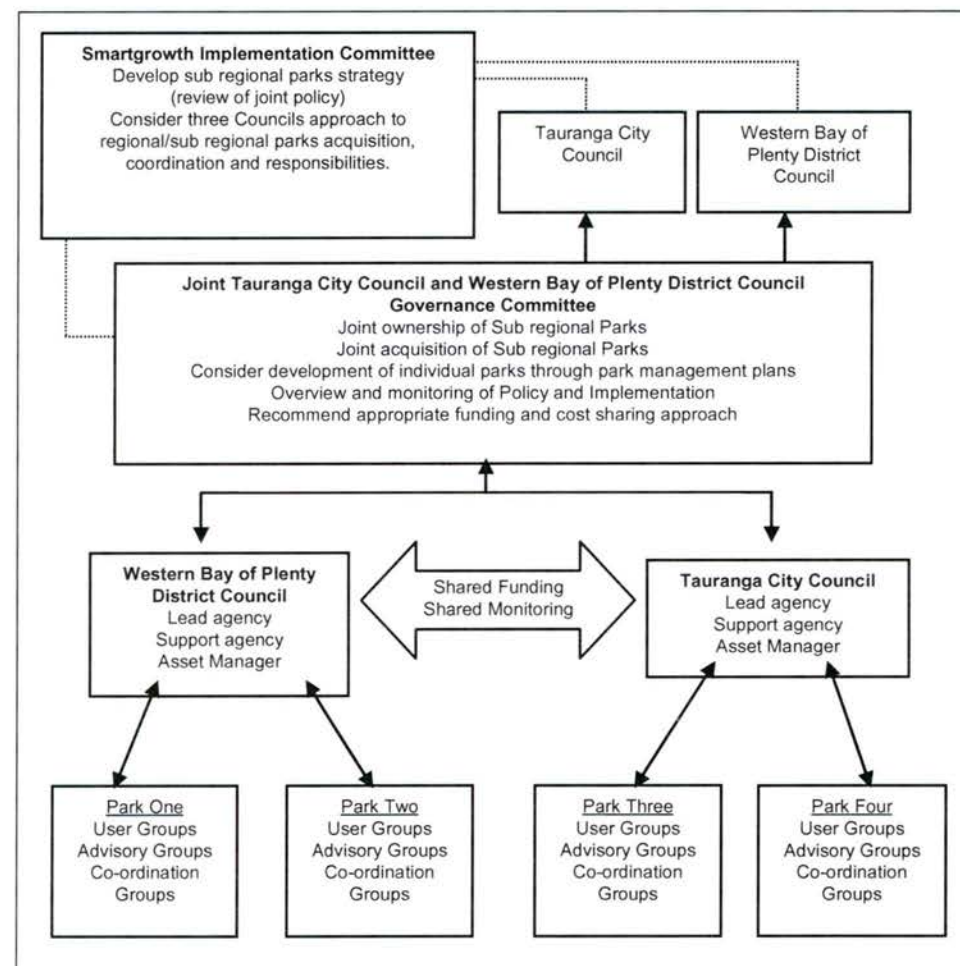 Smartgrowth Implementation Committee
Develop sub regional parks strategy
(review of joint policy)
Consider three Councils approach to
regional/sub regional parks acquisition,
coordination and responsibilities.
Tauranga City
Council
Western Bay of
Plenty District
Council
Joint Tauranga City Council and Western Bay of Plenty District Council
Governance Committee
Joint ownership of Sub regional Parks
Joint acquisition of Sub regional Parks
Consider development of individual parks through park management plans
Overview and monitoring of Policy and Implementation
Recommend appropriate funding and cost sharing approach
Western Bay of Plenty
District Council
Lead agency
Support agency
Asset Manager
Shared Funding
Shared Monitoring
Tauranga City Council
Lead agency
Support agency
Asset Manager
Park One
User Groups
Advisory Groups
Co-ordination
Groups
Park Two
User Groups
Advisory Groups
Co-ordination
Groups
Park Three
User Groups
Advisory Groups
Co-ordination
Groups
Park Four
User Groups
Advisory Groups
Co-ordination
Groups